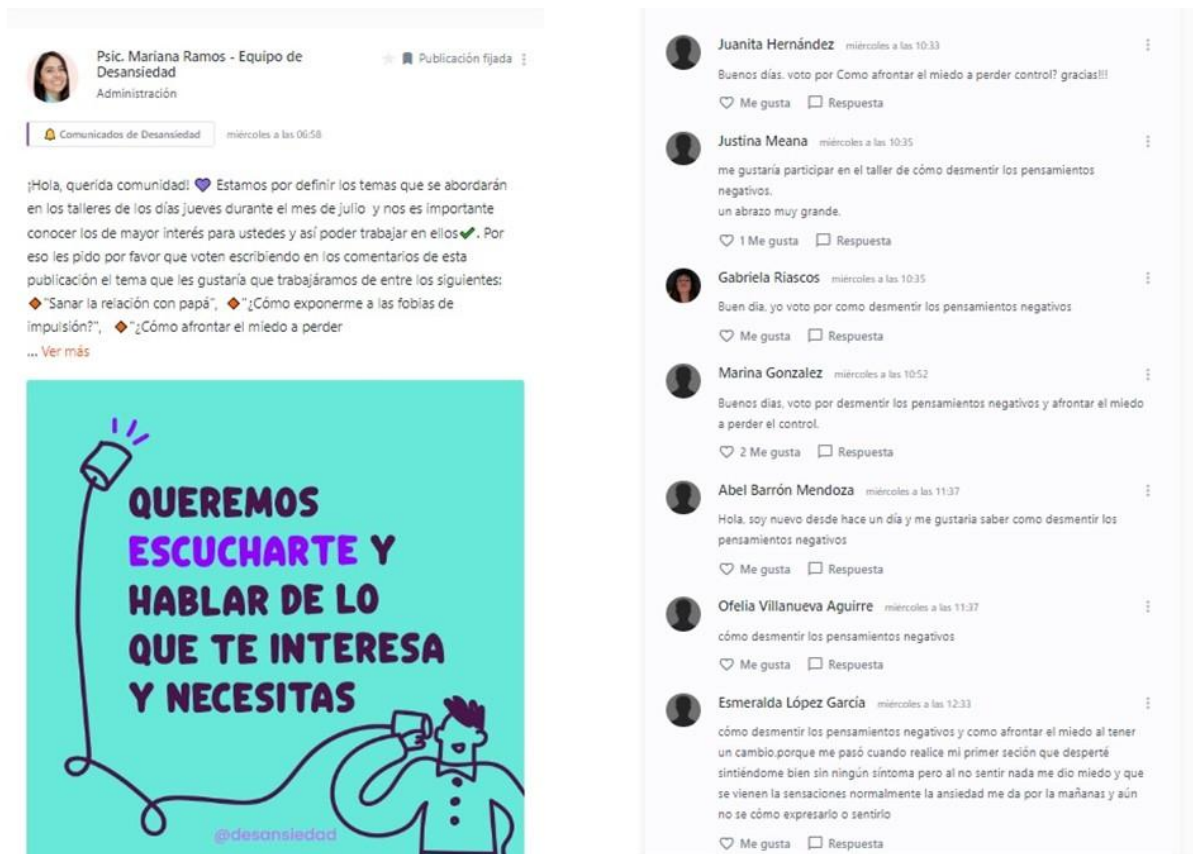 Psic. Mariana Ramos - Equipo de
Desansiedad
Publicación fijada
Administración
Comunicados de Desansiedad miércoles a las 06:58
¡Hola, querida comunidad! 💜 Estamos por definir los temas que se abordarán
en los talleres de los días jueves durante el mes de julio y nos es importante
conocer los de mayor interés para ustedes y así poder trabajar en ellos✔. Por
eso les pido por favor que voten escribiendo en los comentarios de esta
publicación el tema que les gustaría que trabajáramos de entre los siguientes:
🔸"Sanar la relación con papá", 🔸"¿Cómo exponerme a las fobias de
impulsión?", 🔸"¿Cómo afrontar el miedo a perder
... Ver más
QUEREMOS
ESCUCHARTE Y
HABLAR DE LO
QUE TE INTERESA
Y NECESITAS
@desansiedad
Juanita Hernández miércoles a las 10:33
Buenos días. voto por Como afrontar el miedo a perder control? gracias!!!
Me gusta Respuesta
Justina Meana miércoles a las 10:35
me gustaría participar en el taller de cómo desmentir los pensamientos
negativos.
un abrazo muy grande.
1 Me gusta Respuesta
Gabriela Riascos miércoles a las 10:35
Buen dia, yo voto por como desmentir los pensamientos negativos
Me gusta Respuesta
Marina Gonzalez miércoles a las 10:52
Buenos dias, voto por desmentir los pensamientos negativos y afrontar el miedo
a perder el control.
2 Me gusta Respuesta
Abel Barrón Mendoza miércoles a las 11:37
Hola, soy nuevo desde hace un día y me gustaria saber como desmentir los
pensamientos negativos
Me gusta Respuesta
Ofelia Villanueva Aguirre miércoles a las 11:37
cómo desmentir los pensamientos negativos
Me gusta Respuesta
Esmeralda López García miércoles a las 12:33
cómo desmentir los pensamientos negativos y como afrontar el miedo al tener
un cambio.porque me pasó cuando realice mi primer seción que desperté
sintiéndome bien sin ningún síntoma pero al no sentir nada me dio miedo y que
se vienen la sensaciones normalmente la ansiedad me da por la mañanas y aún
no se cómo expresarlo o sentirlo
Me gusta Respuesta